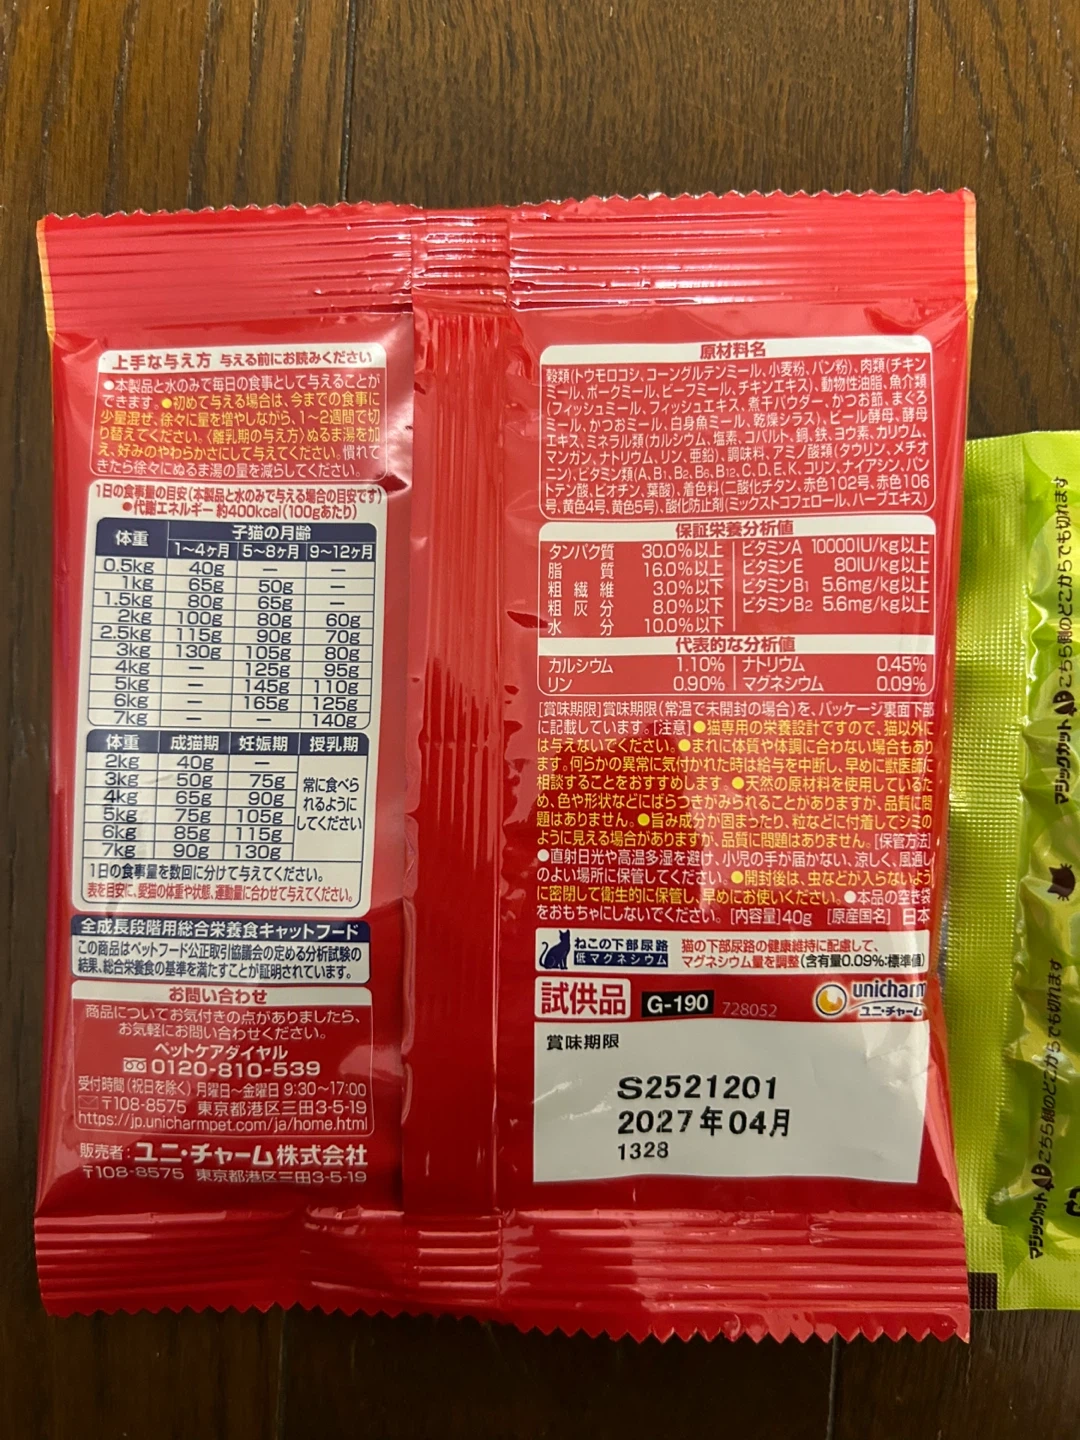 上手な与え方 与える前にお読みください
●本製品と水のみで毎日の食事として与えることが
できます。●初めて与える場合は、今までの食事に
少量混ぜ、徐々に量を増やしながら、1〜2週間で切
り替えてください。〈離乳期の与え方〉ぬるま湯を加
え、好みのやわらかさにして与えてください。慣れて
きたら徐々にぬるま湯の量を減らしてください。
1日の食事量の目安(本製品と水のみで与える場合の目安です)
●代謝エネルギー 約400kcal(100gあたり)
体重 子猫の月齢
1〜4ヶ月 5〜8ヶ月 9〜12ヶ月
0.5kg 40g – –
1kg 65g 50g –
1.5kg 80g 65g –
2kg 100g 80g 60g
2.5kg 115g 90g 70g
3kg 130g 105g 80g
4kg – 125g 95g
5kg – 145g 110g
6kg – 165g 125g
7kg – – 140g
体重 成猫期 妊娠期 授乳期
2kg 40g –
3kg 50g 75g 常に食べら
4kg 65g 90g れるように
5kg 75g 105g してください
6kg 85g 115g
7kg 90g 130g
1日の食事量を数回に分けて与えてください。
表を目安に、愛猫の体重や状態、運動量に合わせて与えてください。
全成長段階用総合栄養食キャットフード
この商品はペットフード公正取引協議会の定める分析試験の
結果、総合栄養食の基準を満たすことが証明されています。
お問い合わせ
商品についてお気付きの点がありましたら、
お気軽にお問い合わせください。
ペットケアダイヤル
0120-810-539
受付時間(祝日を除く) 月曜日〜金曜日 9:30〜17:00
〒108-8575 東京都港区三田3-5-19
https://jp.unicharmpet.com/ja/home.html
販売者:ユニ・チャーム株式会社
〒108-8575 東京都港区三田3-5-19
原材料名
穀類(トウモロコシ、コーングルテンミール、小麦粉、パン粉)、肉類(チキン
ミール、ポークミール、ビーフミール、チキンエキス)、動物性油脂、魚介類
(フィッシュミール、フィッシュエキス、煮干パウダー、かつお節、まぐろ
ミール、かつおミール、白身魚ミール、乾燥シラス)、ビール酵母、酵母
エキス、ミネラル類(カルシウム、塩素、コバルト、銅、鉄、ヨウ素、カリウム、
マンガン、ナトリウム、リン、亜鉛)、調味料、アミノ酸類(タウリン、メチオ
ニン)、ビタミン類(A、B1、B2、B6、B12、C、D、E、K、コリン、ナイアシン、パン
トテン酸、ビオチン、葉酸)、着色料(二酸化チタン、赤色102号、赤色106
号、黄色4号、黄色5号)、酸化防止剤(ミックストコフェロール、ハーブエキス)
保証栄養分析値
タンパク質 30.0%以上 ビタミンA 10000IU/kg以上
脂質 16.0%以上 ビタミンE 80IU/kg以上
粗繊維 3.0%以下 ビタミンB1 5.6mg/kg以上
粗灰分 8.0%以下 ビタミンB2 5.6mg/kg以上
水分 10.0%以下
代表的な分析値
カルシウム 1.10% ナトリウム 0.45%
リン 0.90% マグネシウム 0.09%
[賞味期限]賞味期限(常温で未開封の場合)を、パッケージ裏面下部
に記載しています。[注意]●猫専用の栄養設計ですので、猫以外に
は与えないでください。●まれに体質や体調に合わない場合もあり
ます。何らかの異常に気付かれた時は給与を中断し、早めに獣医師に
相談することをおすすめします。●天然の原材料を使用しているた
め、色や形状などにばらつきがみられることがありますが、品質に問
題はありません。●旨み成分が固まったり、粒などに付着してシミの
ように見える場合がありますが、品質に問題はありません。[保管方法]
●直射日光や高温多湿を避け、小児の手が届かない、涼しく、風通し
のよい場所に保管してください。●開封後は、虫などが入らないよう
に密閉して衛生的に保管し、早めにお使いください。●本品の空き袋
をおもちゃにしないでください。[内容量]40g [原産国名] 日本
ねこの下部尿路
低マグネシウム
猫の下部尿路の健康維持に配慮して、
マグネシウム量を調整(含有量0.09%:標準値)
試供品 G-190 728052
unicharm
ユニ・チャーム
賞味期限
S2521201
2027年04月
1328
マジックカット こちら側のどこからでも切れます
マジックカット こちら側のどこからでも切れます